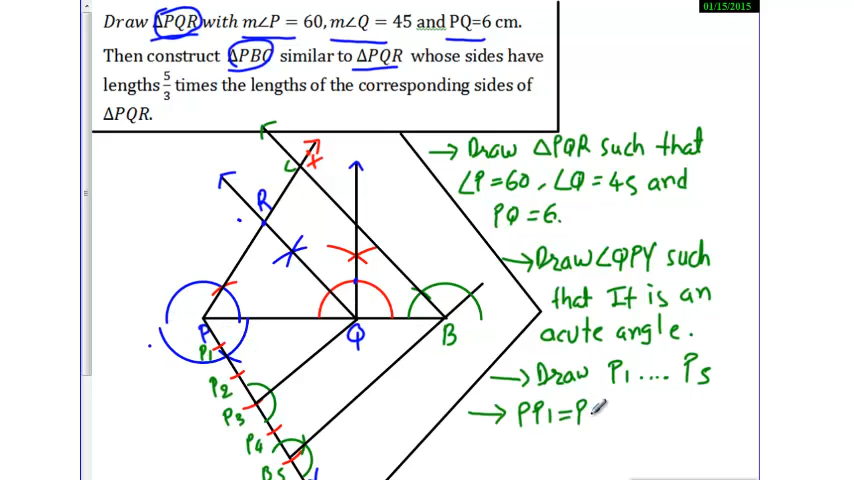 01/15/2015
Draw ΔPQR with m∠P = 60, m∠Q = 45 and PQ=6 cm.
Then construct ΔPBC similar to ΔPQR whose sides have
lengths 5/3 times the lengths of the corresponding sides of
ΔPQR.
→ Draw ΔPQR such that
∠P=60, ∠Q=45 and
PQ=6.
→ Draw ∠QPY such
that It is an
acute angle.
→ Draw P1 .... P5
→ PP1=P
X
C
R
P
Q
B
P1
P2
P3
P4
B5